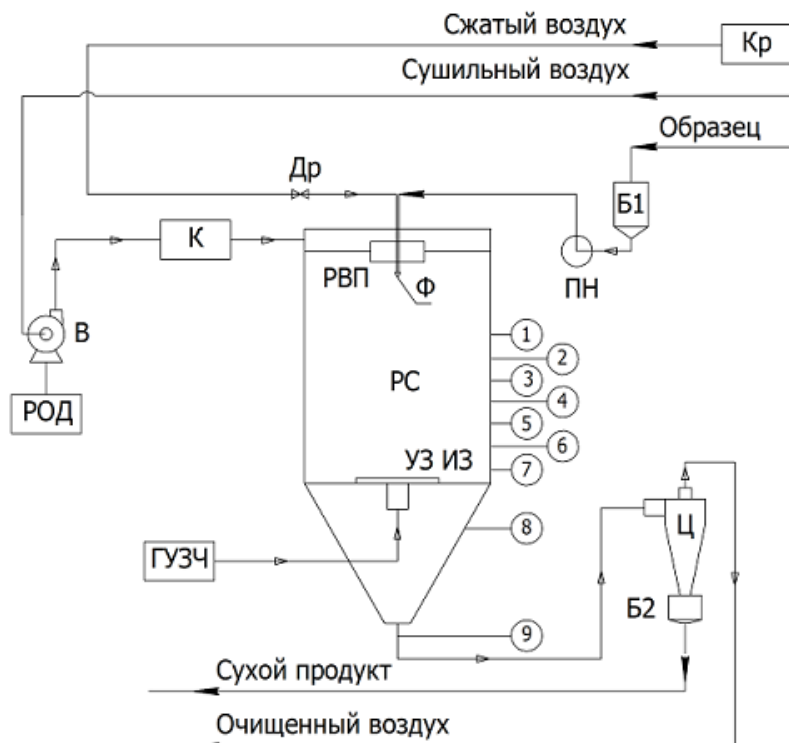 Сжатый воздух
Кр
Сушильный воздух
Образец
Др
Б1
К
РВП
Ф
ПН
В
1
2
3
РС
4
РОД
5
6
УЗ ИЗ
7
8
Ц
ГУЗЧ
Б2
9
Сухой продукт
Очищенный воздух